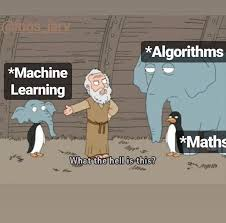 *Algorithms
*Machine
Learning
*Maths
What the hell is this?